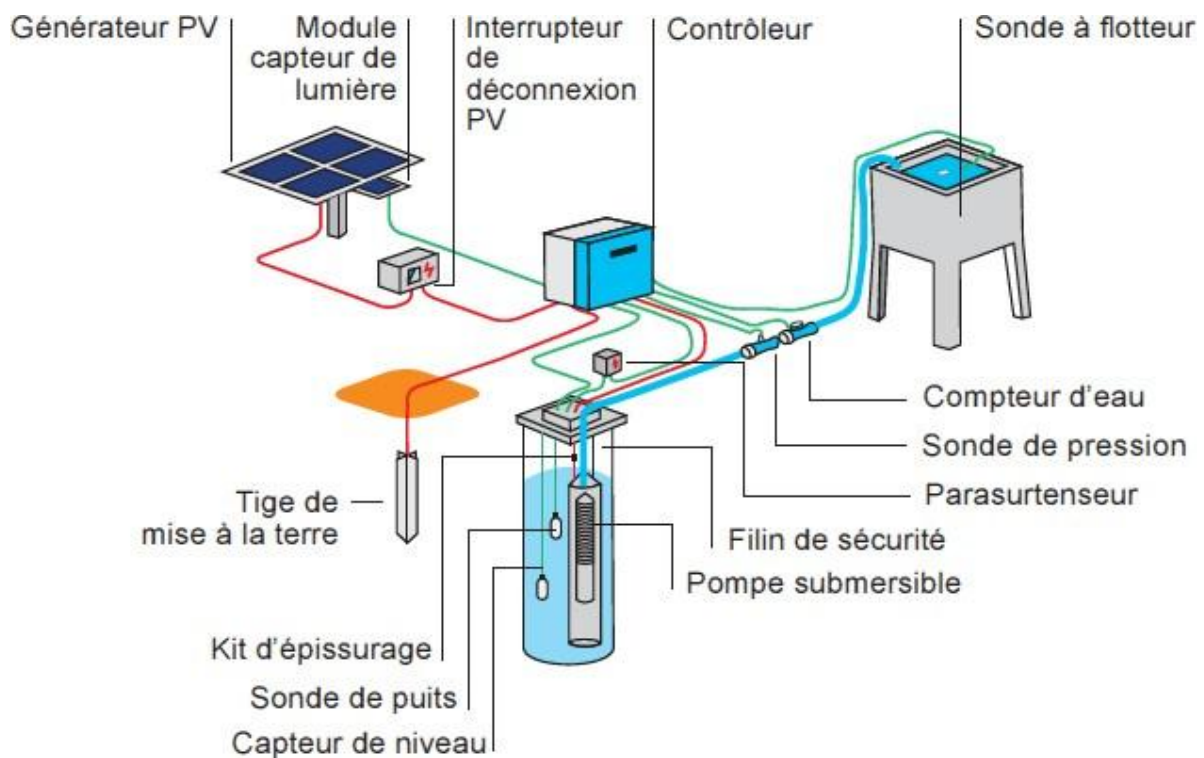 Générateur PV
Module
capteur de
lumière
Interrupteur
de
déconnexion
PV
Contrôleur
Sonde à flotteur
Compteur d'eau
Sonde de pression
Parasurtenseur
Tige de
mise à la terre
Filin de sécurité
Pompe submersible
Kit d'épissurage
Sonde de puits
Capteur de niveau